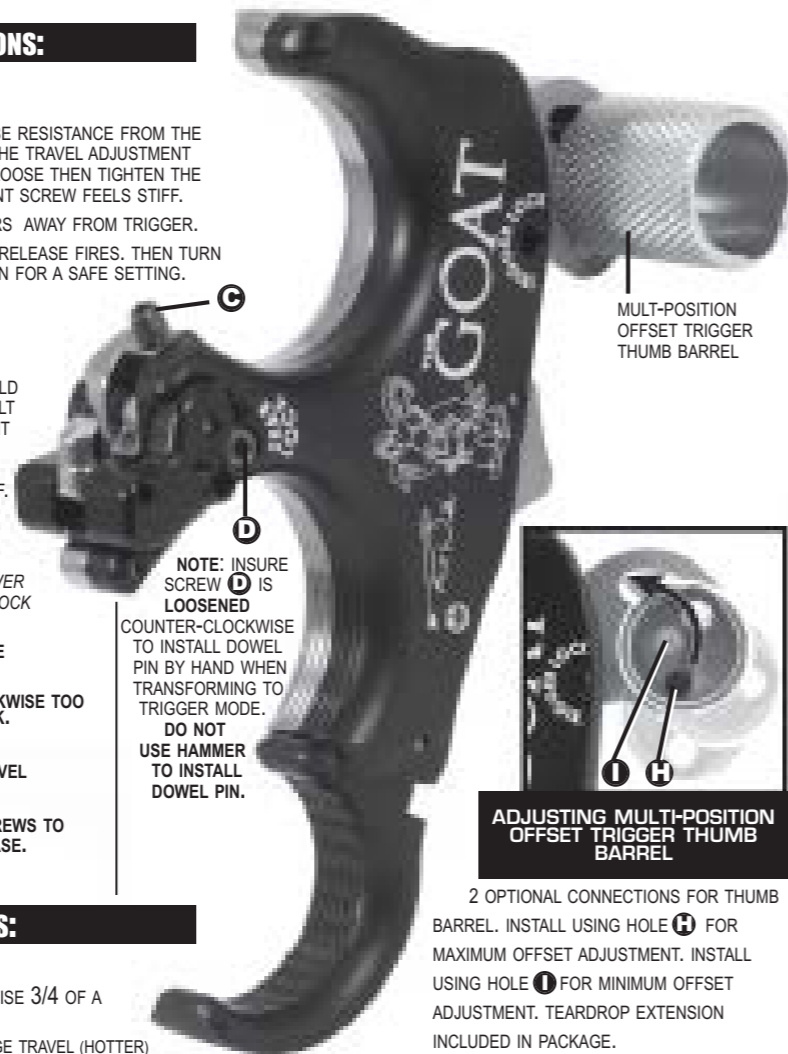 ONS:
SE RESISTANCE FROM THE
HE TRAVEL ADJUSTMENT
OOSE THEN TIGHTEN THE
NT SCREW FEELS STIFF.
RS AWAY FROM TRIGGER.
RELEASE FIRES. THEN TURN
N FOR A SAFE SETTING.
C
LD
LT
T
F.
VER
OCK
E
KWISE TOO
K.
VEL
REWS TO
SE.
S:
ISE 3/4 OF A
GE TRAVEL (HOTTER)
D
NOTE: INSURE
SCREW D IS
LOOSENED
COUNTER-CLOCKWISE
TO INSTALL DOWEL
PIN BY HAND WHEN
TRANSFORMING TO
TRIGGER MODE.
DO NOT
USE HAMMER
TO INSTALL
DOWEL PIN.
THE GOAT
MULT-POSITION
OFFSET TRIGGER
THUMB BARREL
I H
ADJUSTING MULTI-POSITION
OFFSET TRIGGER THUMB
BARREL
2 OPTIONAL CONNECTIONS FOR THUMB
BARREL. INSTALL USING HOLE H FOR
MAXIMUM OFFSET ADJUSTMENT. INSTALL
USING HOLE I FOR MINIMUM OFFSET
ADJUSTMENT. TEARDROP EXTENSION
INCLUDED IN PACKAGE.